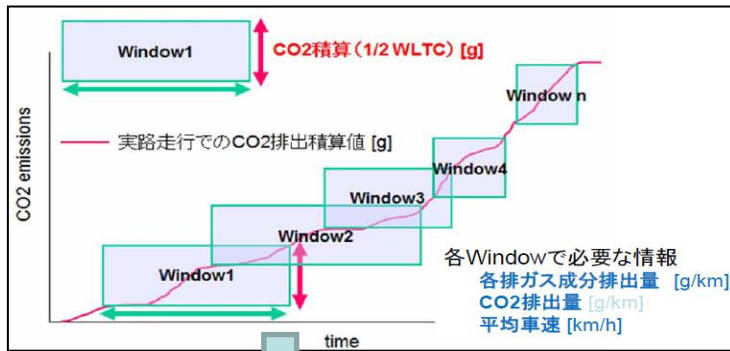 Window1
CO2積算(1/2 WLTC) [g]
Window n
CO2 emissions
実路走行でのCO2排出積算値 [g]
Window4
Window3
Window2
Window1
各Windowで必要な情報
各排ガス成分排出量 [g/km]
CO2排出量 [g/km]
平均車速 [km/h]
time